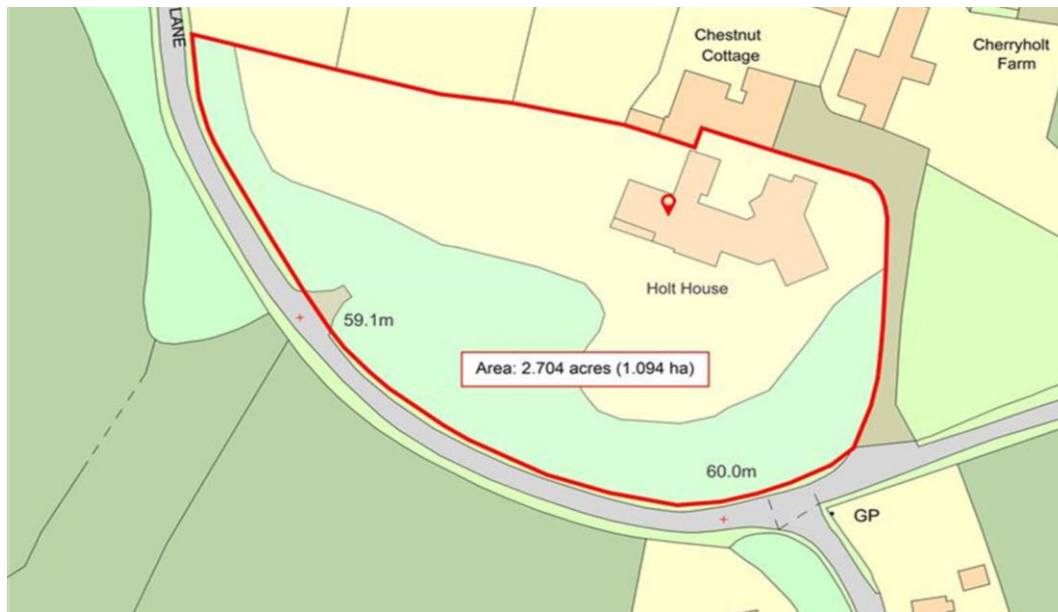 LANE
Chestnut
Cottage
Cherryholt
Farm
Holt House
59.1m
Area: 2.704 acres (1.094 ha)
60.0m
GP